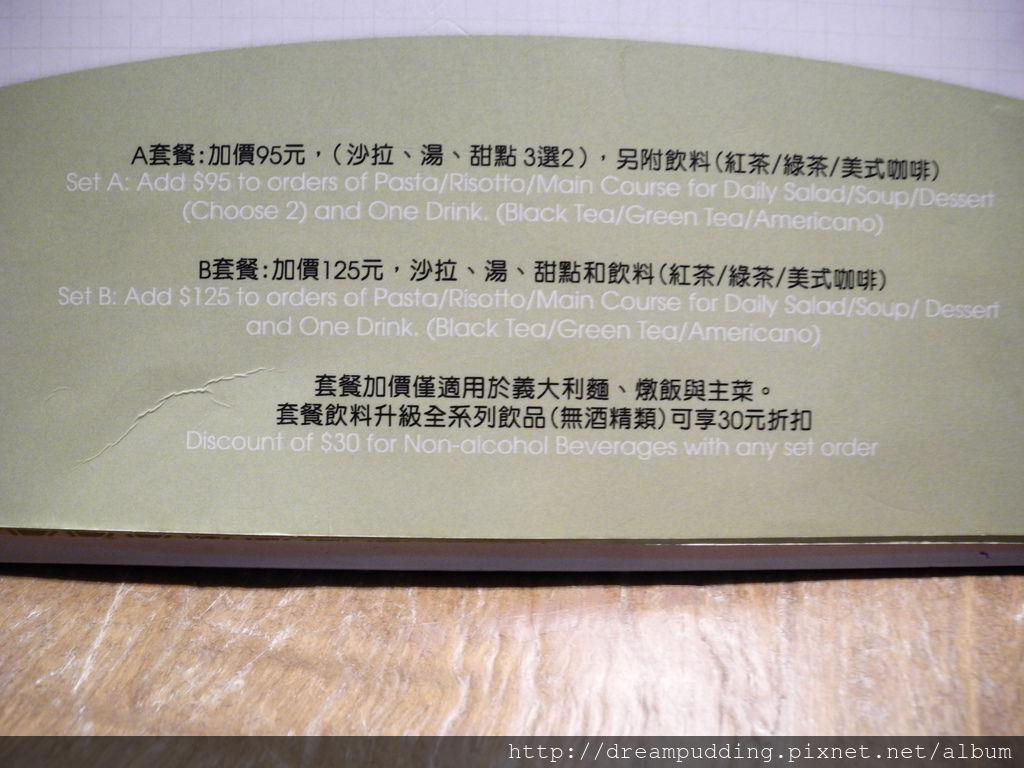 A套餐:加價95元,(沙拉、湯、甜點 3選2),另附飲料(紅茶/綠茶/美式咖啡)
Set A: Add $95 to orders of Pasta/Risotto/Main Course for Daily Salad/Soup/Dessert
(Choose 2) and One Drink. (Black Tea/Green Tea/Americano)
B套餐:加價125元,沙拉、湯、甜點和飲料(紅茶/綠茶/美式咖啡)
Set B: Add $125 to orders of Pasta/Risotto/Main Course for Daily Salad/Soup/ Dessert
and One Drink. (Black Tea/Green Tea/Americano)
套餐加價僅適用於義大利麵、燉飯與主菜。
套餐飲料升級全系列飲品(無酒精類)可享30元折扣
Discount of $30 for Non-alcohol Beverages with any set order
http://dreampudding.pixnet.net/album